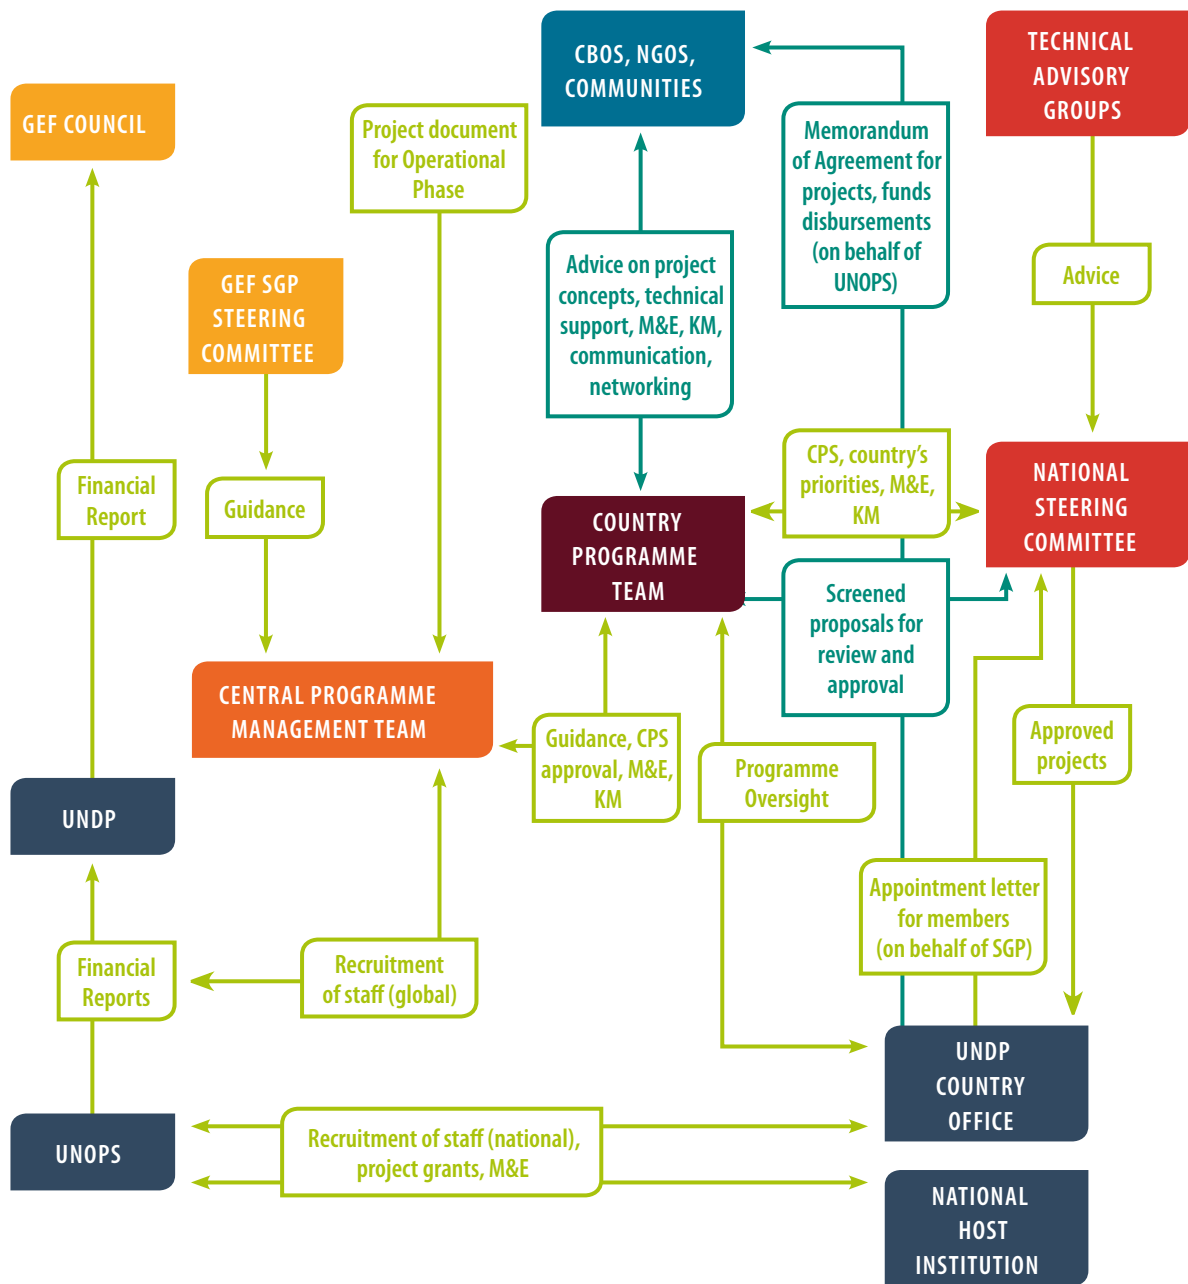 GEF COUNCIL
Project document
for Operational
Phase
CBOS, NGOS,
COMMUNITIES
Memorandum
of Agreement for
projects, funds
disbursements
(on behalf of
UNOPS)
TECHNICAL
ADVISORY
GROUPS
GEF SGP
STEERING
COMMITTEE
Advice on project
concepts, technical
support, M&E, KM,
communication,
networking
Advice
Financial
Report
Guidance
CPS, country's
priorities, M&E,
KM
NATIONAL
STEERING
COMMITTEE
COUNTRY
PROGRAMME
TEAM
Screened
proposals for
review and
approval
CENTRAL PROGRAMME
MANAGEMENT TEAM
Guidance, CPS
approval, M&E,
KM
Programme
Oversight
Approved
projects
UNDP
Appointment letter
for members
(on behalf of SGP)
Financial
Reports
Recruitment
of staff (global)
UNDP
COUNTRY
OFFICE
UNOPS
Recruitment of staff (national),
project grants, M&E
NATIONAL
HOST
INSTITUTION